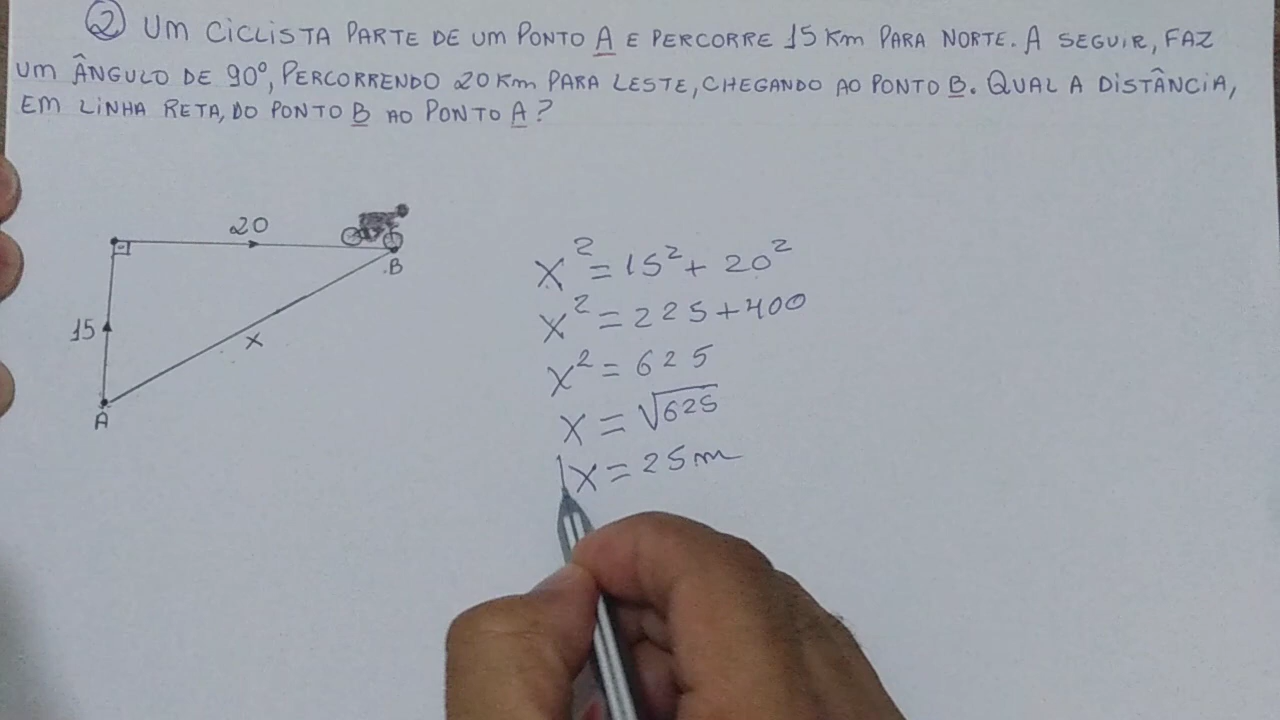 2 UM CICLISTA PARTE DE UM PONTO A E PERCORRE 15 Km PARA NORTE. A SEGUIR, FAZ
UM ÂNGULO DE 90°, PERCORRENDO 20 Km PARA LESTE, CHEGANDO AO PONTO B. QUAL A DISTÂNCIA,
EM LINHA RETA, DO PONTO B AO PONTO A?
20
B
15
x
A
x² = 15² + 20²
x² = 225 + 400
x² = 625
x = √625
x = 25m